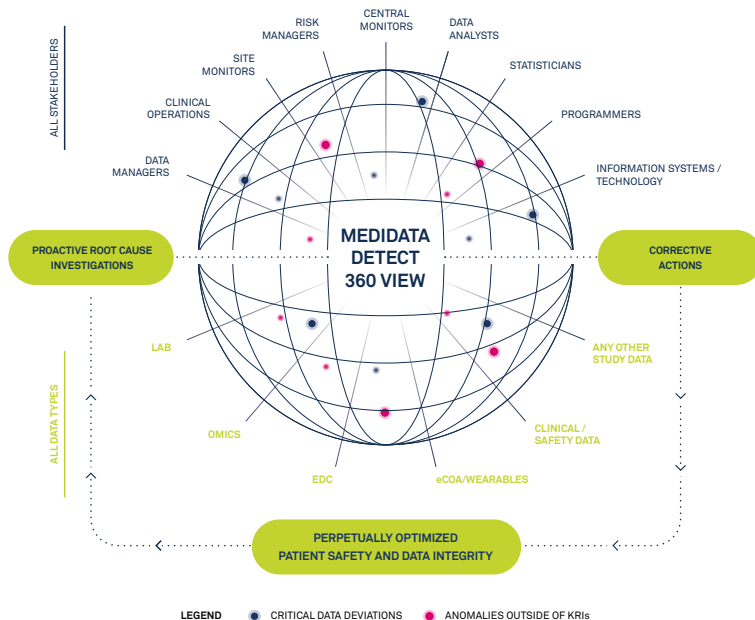 ALL STAKEHOLDERS
CENTRAL
MONITORS
RISK
MANAGERS
DATA
ANALYSTS
SITE
MONITORS
STATISTICIANS
CLINICAL
OPERATIONS
PROGRAMMERS
DATA
MANAGERS
INFORMATION SYSTEMS /
TECHNOLOGY
PROACTIVE ROOT CAUSE
INVESTIGATIONS
MEDIDATA
DETECT
360 VIEW
CORRECTIVE
ACTIONS
ALL DATA TYPES
LAB
ANY OTHER
STUDY DATA
OMICS
CLINICAL /
SAFETY DATA
EDC
eCOA/WEARABLES
PERPETUALLY OPTIMIZED
PATIENT SAFETY AND DATA INTEGRITY
LEGEND CRITICAL DATA DEVIATIONS ANOMALIES OUTSIDE OF KRIs